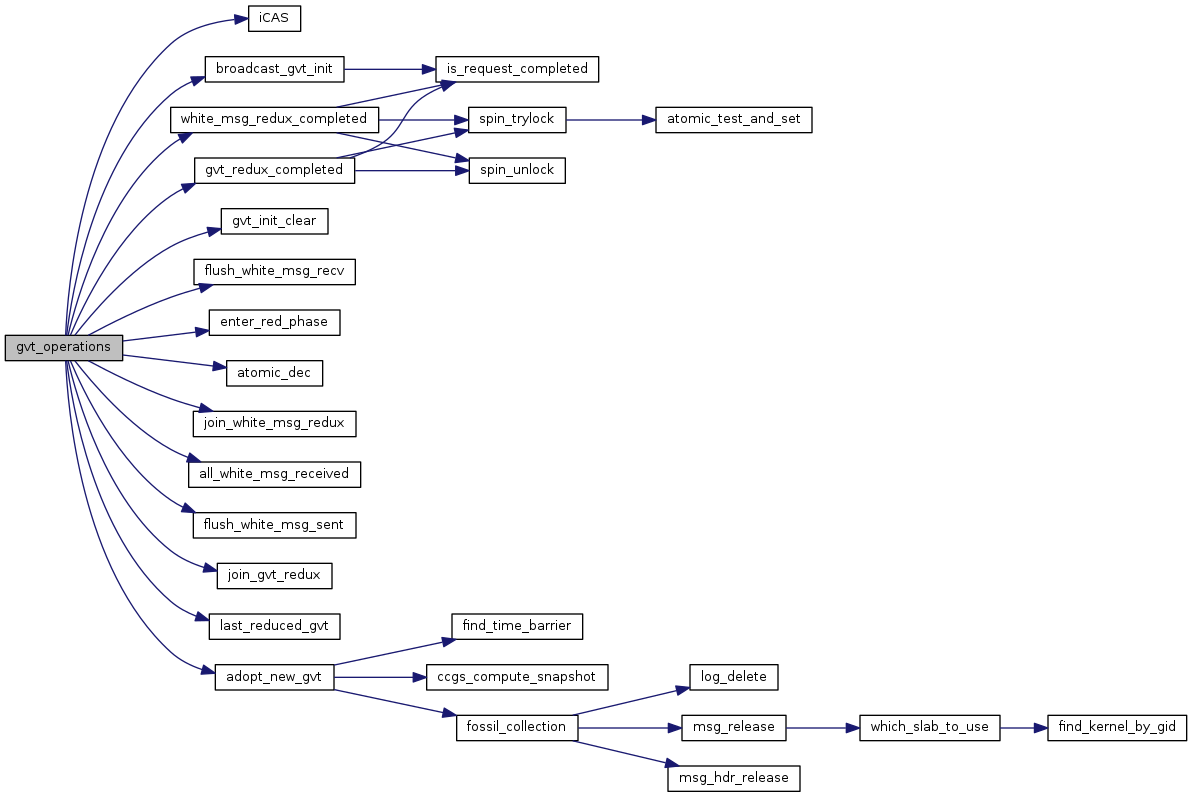 iCAS
broadcast_gvt_init
is_request_completed
white_msg_redux_completed
spin_trylock
atomic_test_and_set
gvt_redux_completed
spin_unlock
gvt_init_clear
flush_white_msg_recv
enter_red_phase
gvt_operations
atomic_dec
join_white_msg_redux
all_white_msg_received
flush_white_msg_sent
join_gvt_redux
last_reduced_gvt
find_time_barrier
adopt_new_gvt
ccgs_compute_snapshot
log_delete
fossil_collection
msg_release
which_slab_to_use
find_kernel_by_gid
msg_hdr_release